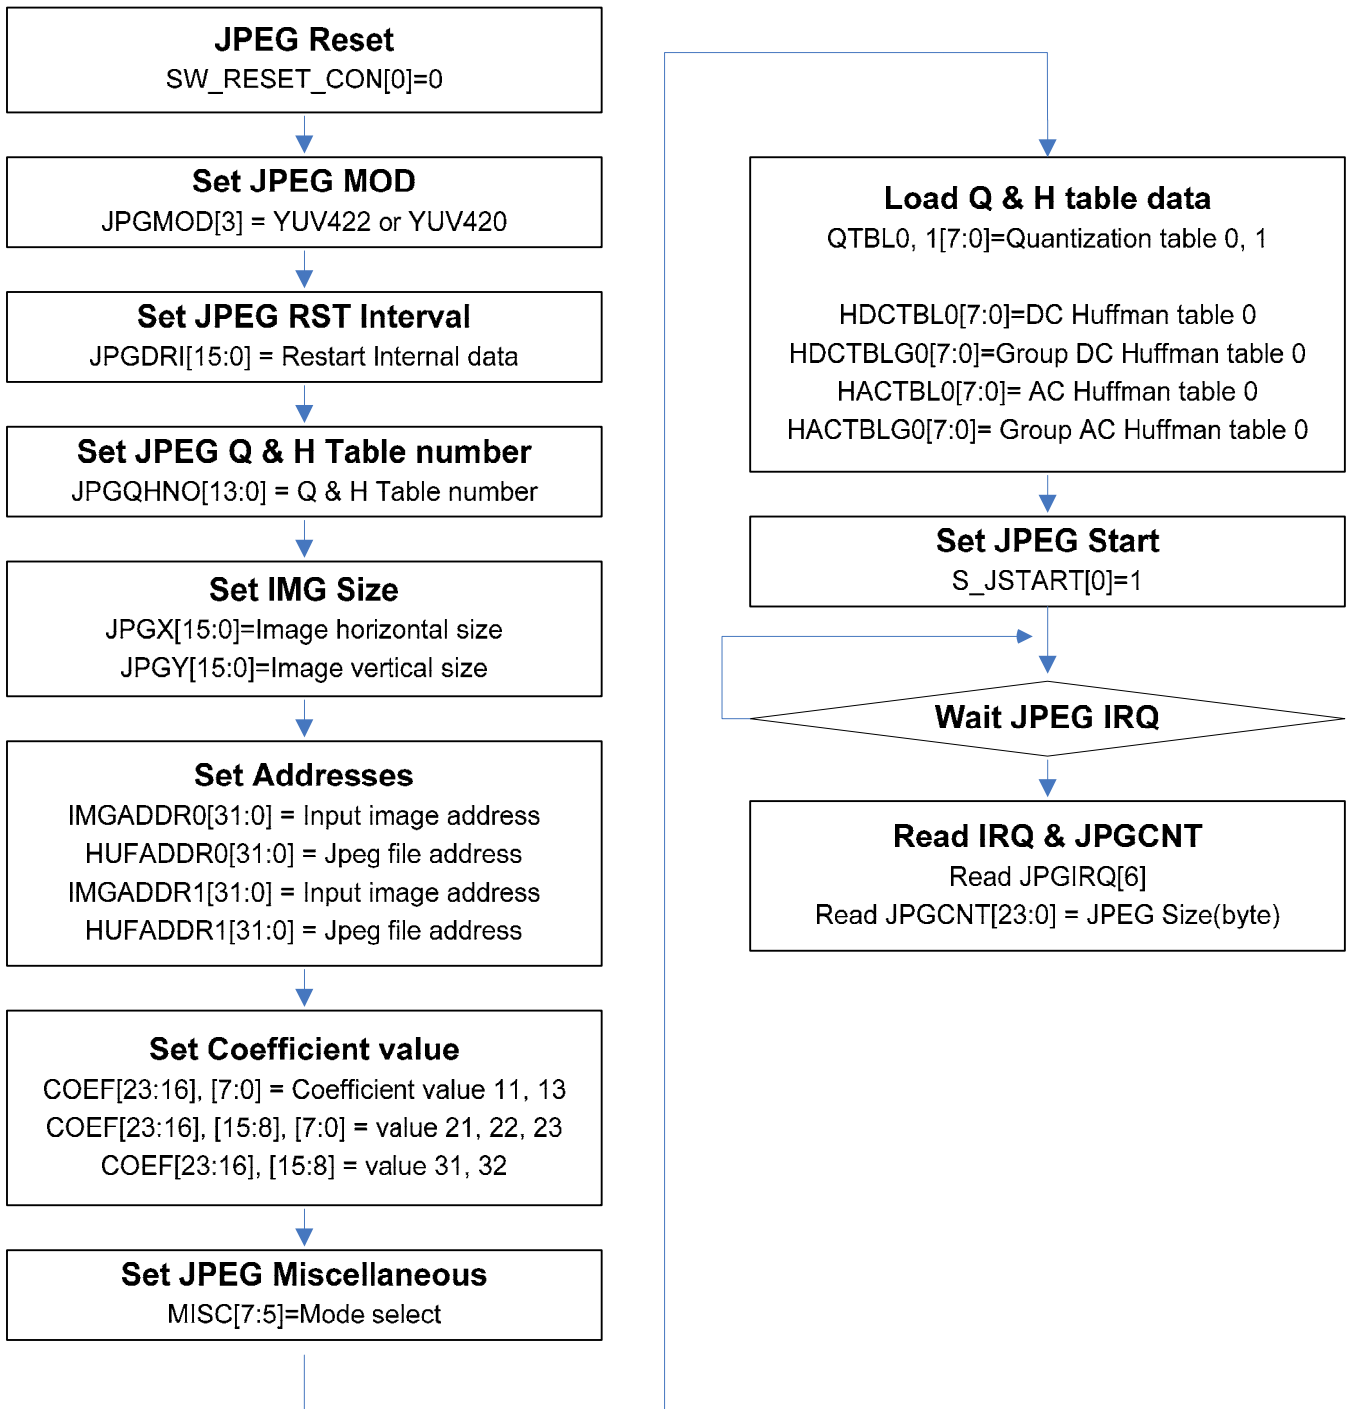 JPEG Reset
SW_RESET_CON[0]=0
Set JPEG MOD
JPGMOD[3] = YUV422 or YUV420
Set JPEG RST Interval
JPGDRI[15:0] = Restart Internal data
Set JPEG Q & H Table number
JPGQHNO[13:0] = Q & H Table number
Set IMG Size
JPGX[15:0]=Image horizontal size
JPGY[15:0]=Image vertical size
Set Addresses
IMGADDR0[31:0] = Input image address
HUFADDR0[31:0] = Jpeg file address
IMGADDR1[31:0] = Input image address
HUFADDR1[31:0] = Jpeg file address
Set Coefficient value
COEF[23:16], [7:0] = Coefficient value 11, 13
COEF[23:16], [15:8], [7:0] = value 21, 22, 23
COEF[23:16], [15:8] = value 31, 32
Set JPEG Miscellaneous
MISC[7:5]=Mode select
Load Q & H table data
QTBL0, 1[7:0]=Quantization table 0, 1
HDCTBL0[7:0]=DC Huffman table 0
HDCTBLG0[7:0]=Group DC Huffman table 0
HACTBL0[7:0]= AC Huffman table 0
HACTBLG0[7:0]= Group AC Huffman table 0
Set JPEG Start
S_JSTART[0]=1
Wait JPEG IRQ
Read IRQ & JPGCNT
Read JPGIRQ[6]
Read JPGCNT[23:0] = JPEG Size(byte)